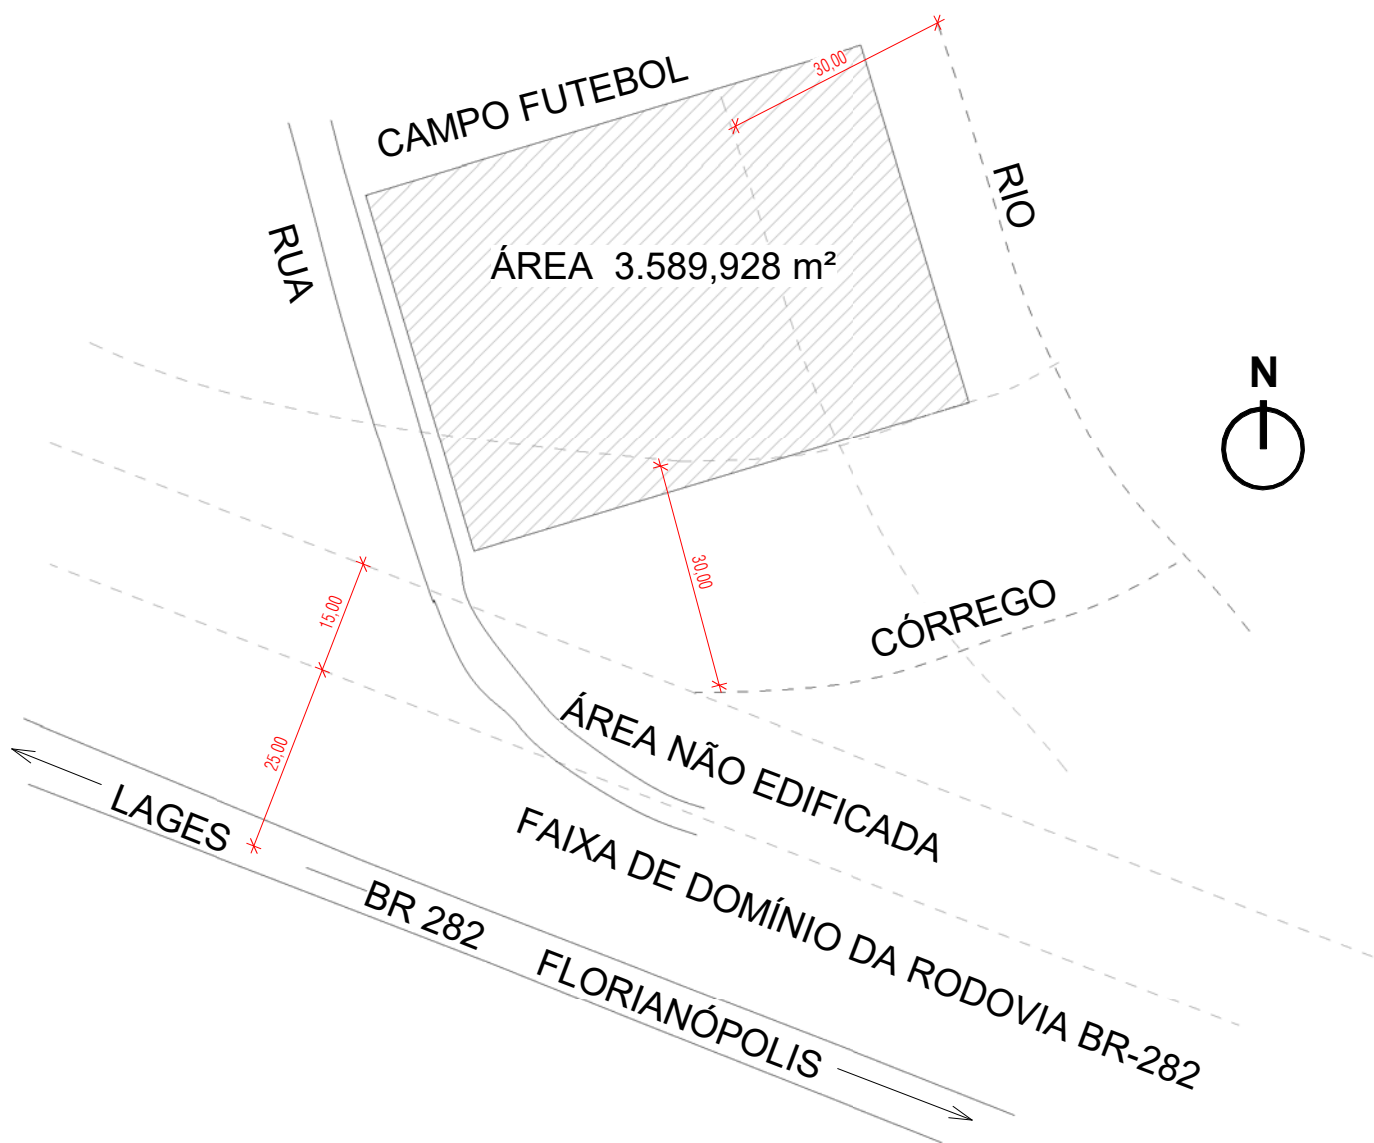 30,00
CAMPO FUTEBOL
RIO
RUA
ÁREA 3.589,928 m²
N
30,00
15,00
CÓRREGO
25,00
ÁREA NÃO EDIFICADA
LAGES
FAIXA DE DOMÍNIO DA RODOVIA BR-282
BR 282
FLORIANÓPOLIS